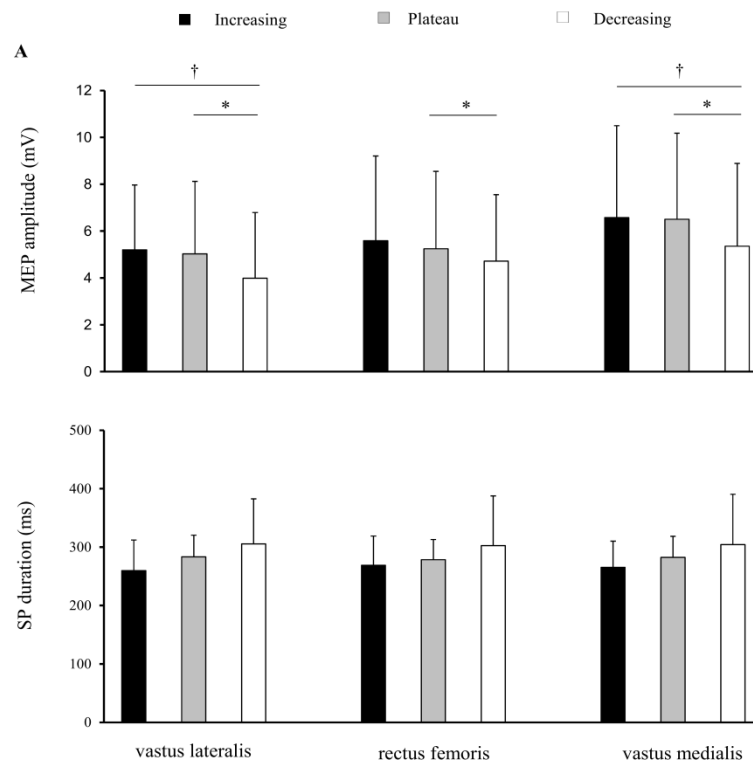 Increasing Plateau Decreasing
A
† †
* * *
MEP amplitude (mV)
12
10
8
6
4
2
0
SP duration (ms)
500
400
300
200
100
0
vastus lateralis rectus femoris vastus medialis